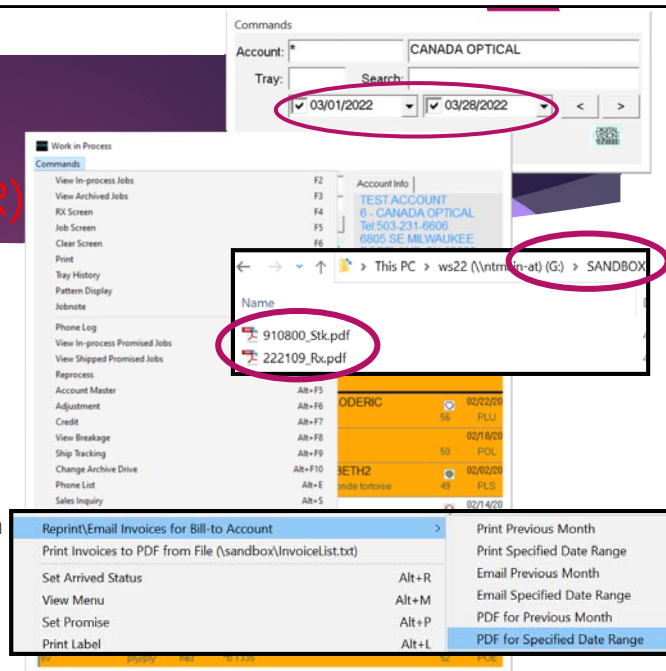 Commands
Account: * CANADA OPTICAL
Tray: Search:
03/01/2022 03/28/2022 < >
DIGITAL
VISION
R)
Work in Process
Commands
View In-process Jobs F2
View Archived Jobs F3
RX Screen F4
Job Screen F5
Clear Screen F6
Print
Tray History
Pattern Display
Jobnote
Phone Log
View In-process Promised Jobs
View Shipped Promised Jobs
Reprocess
Account Master Alt+F5
Adjustment Alt+F6
Credit Alt+F7
View Breakage Alt+F8
Ship Tracking Alt+F9
Change Archive Drive Alt+F10
Phone List Alt+E
Sales Inquiry Alt+S
Account Info
TEST ACCOUNT
6 - CANADA OPTICAL
Tel:503-231-6606
6805 SE MILWAUKEE
This PC > ws22 (\\ntmain-at) (G:) > SANDBOX
Name
910800_Stk.pdf
222109_Rx.pdf
ODERIC 02/22/20
56 PLU
02/18/20
50 POL
BETH2 02/02/20
onde tortoise 49 PLS
02/14/20
Reprint\Email Invoices for Bill-to Account >
Print Invoices to PDF from File (\sandbox\InvoiceList.txt)
Set Arrived Status Alt+R
View Menu Alt+M
Set Promise Alt+P
Print Label Alt+L
Print Previous Month
Print Specified Date Range
Email Previous Month
Email Specified Date Range
PDF for Previous Month
PDF for Specified Date Range
52 POE